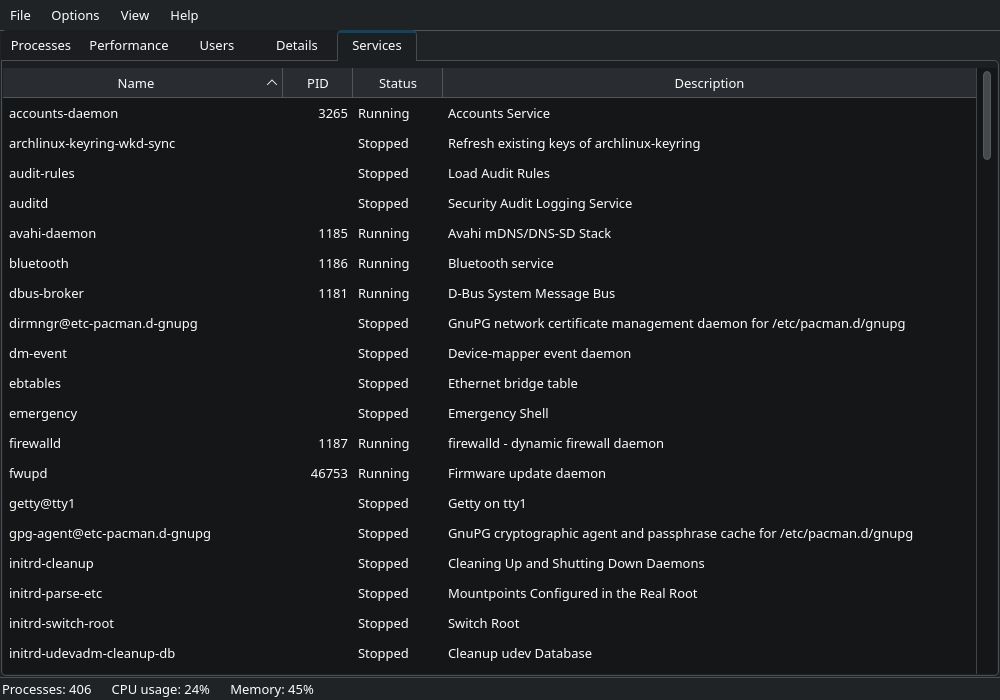 File Options View Help
Processes Performance Users Details Services
Name PID Status Description
accounts-daemon 3265 Running Accounts Service
archlinux-keyring-wkd-sync Stopped Refresh existing keys of archlinux-keyring
audit-rules Stopped Load Audit Rules
auditd Stopped Security Audit Logging Service
avahi-daemon 1185 Running Avahi mDNS/DNS-SD Stack
bluetooth 1186 Running Bluetooth service
dbus-broker 1181 Running D-Bus System Message Bus
dirmngr@etc-pacman.d-gnupg Stopped GnuPG network certificate management daemon for /etc/pacman.d/gnupg
dm-event Stopped Device-mapper event daemon
ebtables Stopped Ethernet bridge table
emergency Stopped Emergency Shell
firewalld 1187 Running firewalld - dynamic firewall daemon
fwupd 46753 Running Firmware update daemon
getty@tty1 Stopped Getty on tty1
gpg-agent@etc-pacman.d-gnupg Stopped GnuPG cryptographic agent and passphrase cache for /etc/pacman.d/gnupg
initrd-cleanup Stopped Cleaning Up and Shutting Down Daemons
initrd-parse-etc Stopped Mountpoints Configured in the Real Root
initrd-switch-root Stopped Switch Root
initrd-udevadm-cleanup-db Stopped Cleanup udev Database
Processes: 406 CPU usage: 24% Memory: 45%